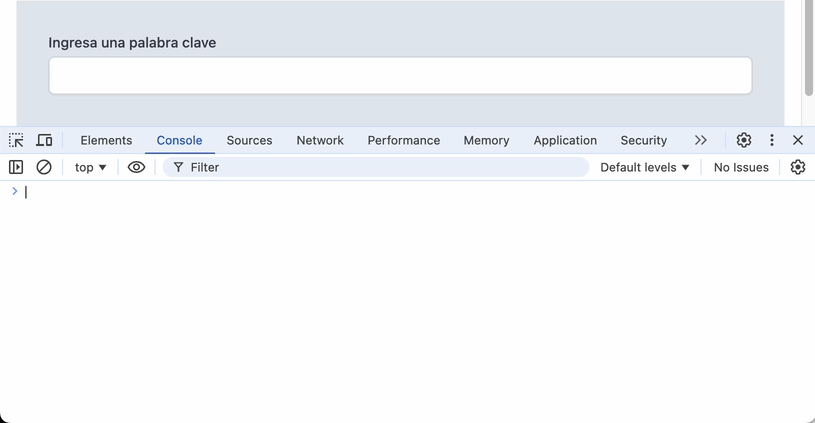 Ingresa una palabra clave
Elements Console Sources Network Performance Memory Application Security
top Filter Default levels No Issues